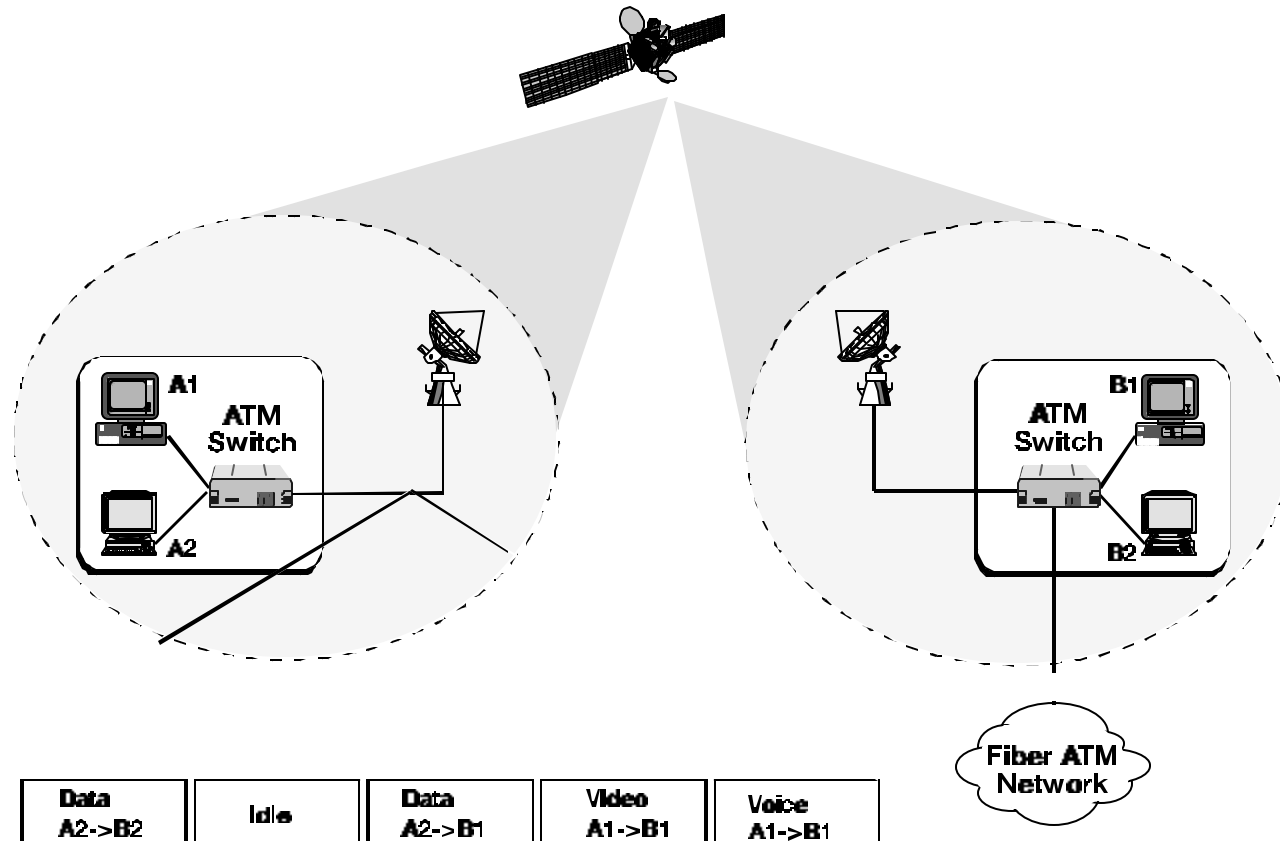 A1
ATM
Switch
A2
B1
ATM
Switch
B2
Fiber ATM
Network
Data
A2->B2
Idle
Data
A2->B1
Video
A1->B1
Voice
A1->B1